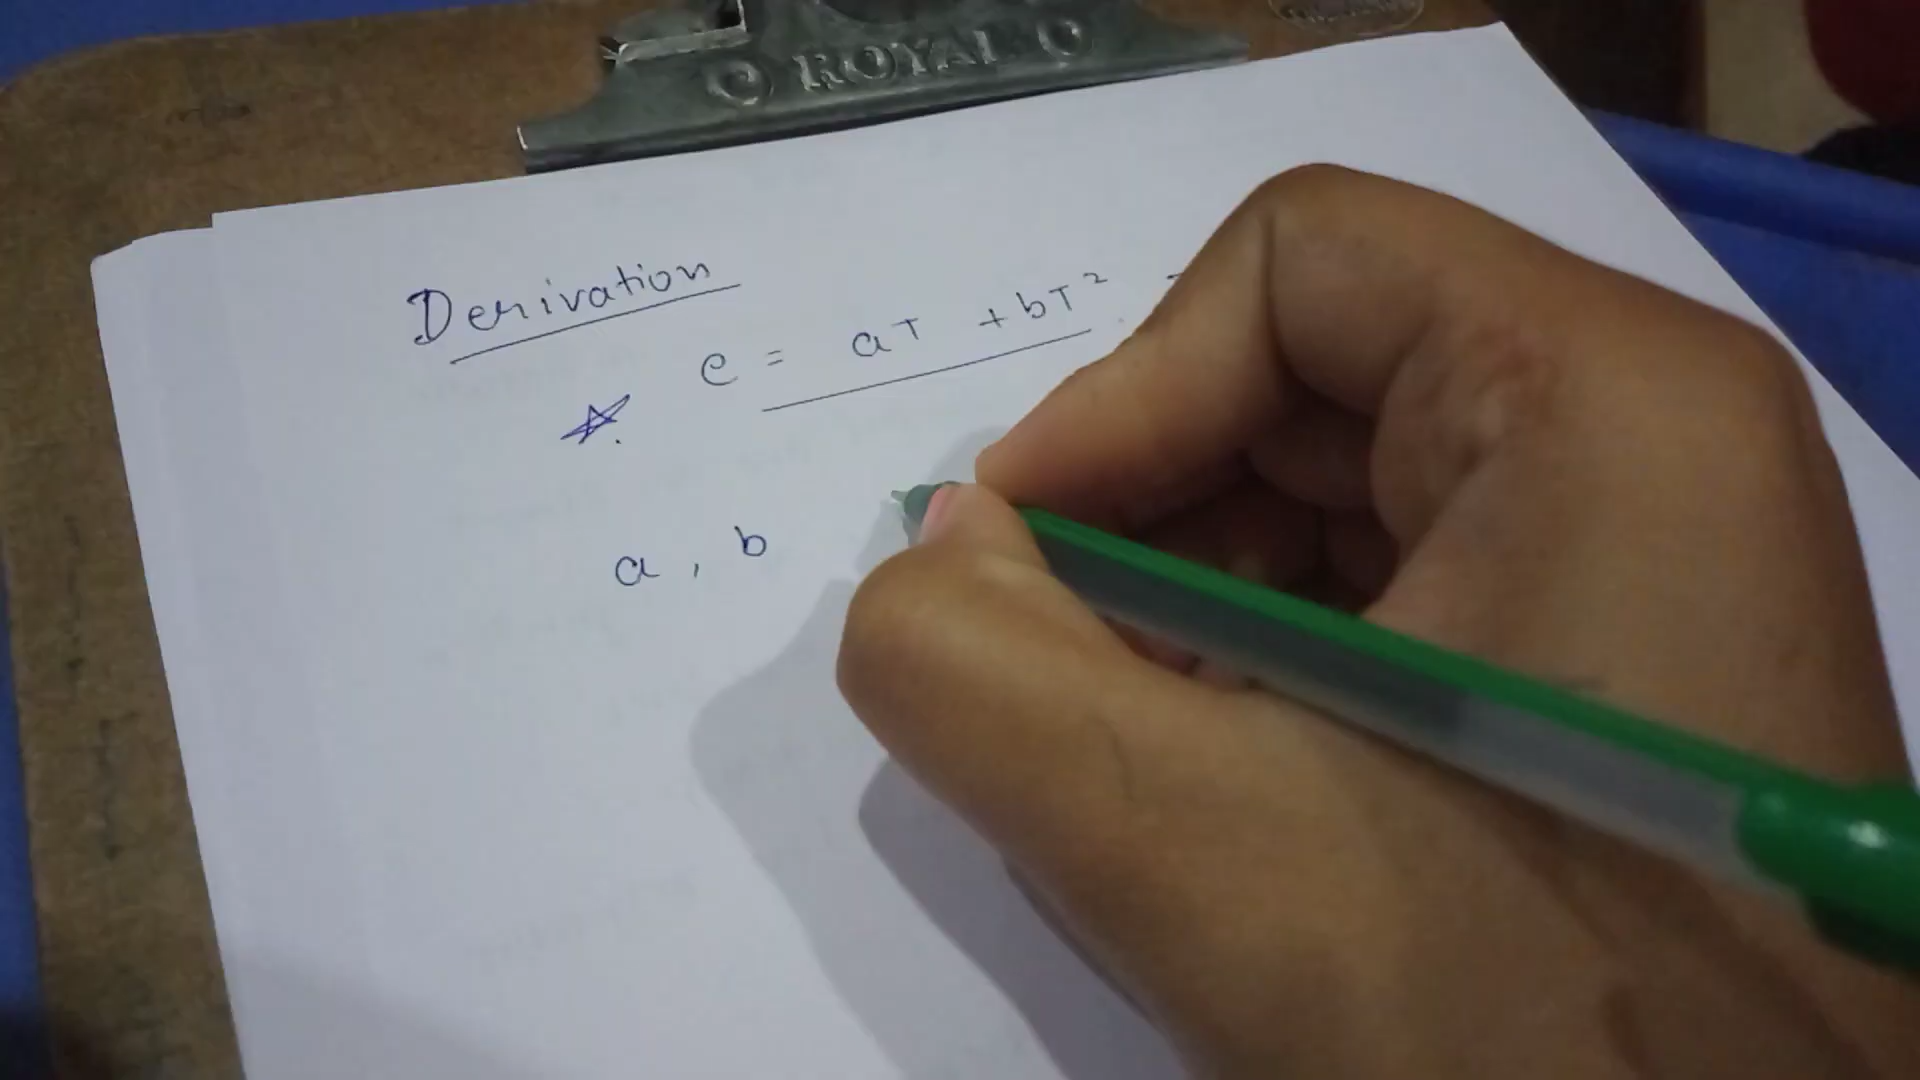 ROYAL
Derivation
e = aT + bT²
a, b